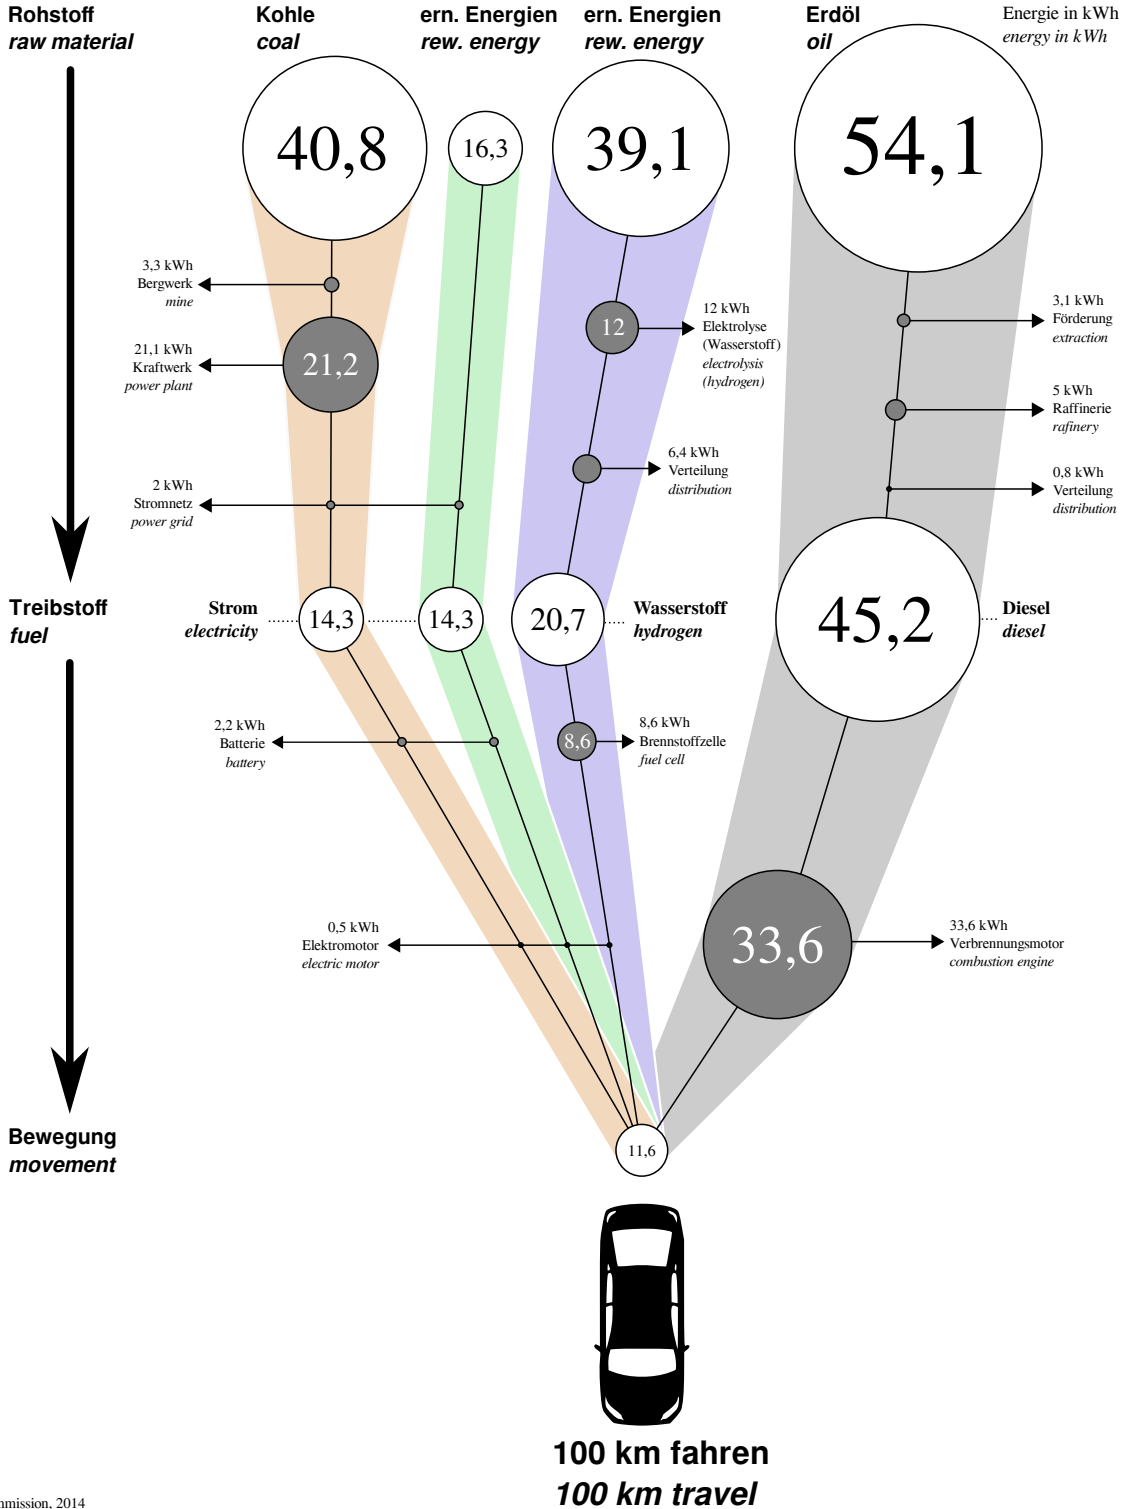 Rohstoff
raw material
Kohle
coal
ern. Energien
rew. energy
ern. Energien
rew. energy
Erdöl
oil
Energie in kWh
energy in kWh
40,8
16,3
39,1
54,1
3,3 kWh
Bergwerk
mine
12
12 kWh
Elektrolyse
(Wasserstoff)
electrolysis
(hydrogen)
3,1 kWh
Förderung
extraction
21,1 kWh
Kraftwerk
power plant
21,2
5 kWh
Raffinerie
rafinery
6,4 kWh
Verteilung
distribution
2 kWh
Stromnetz
power grid
0,8 kWh
Verteilung
distribution
Treibstoff
fuel
Strom
electricity
14,3
14,3
20,7
Wasserstoff
hydrogen
45,2
Diesel
diesel
2,2 kWh
Batterie
battery
8,6
8,6 kWh
Brennstoffzelle
fuel cell
0,5 kWh
Elektromotor
electric motor
33,6
33,6 kWh
Verbrennungsmotor
combustion engine
Bewegung
movement
11,6
100 km fahren
100 km travel
mission, 2014